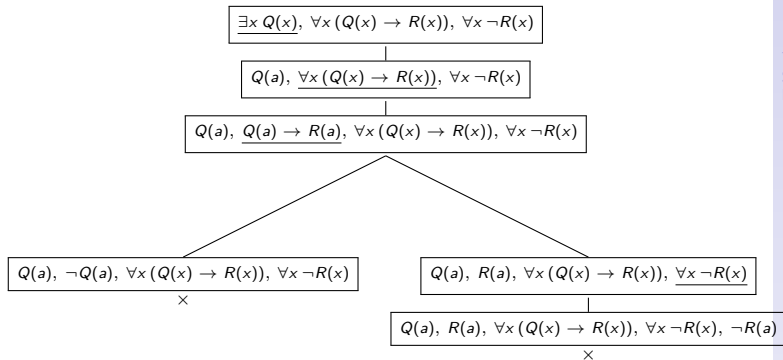 ∃x Q(x), ∀x (Q(x) → R(x)), ∀x ¬R(x)
Q(a), ∀x (Q(x) → R(x)), ∀x ¬R(x)
Q(a), Q(a) → R(a), ∀x (Q(x) → R(x)), ∀x ¬R(x)
Q(a), ¬Q(a), ∀x (Q(x) → R(x)), ∀x ¬R(x)
×
Q(a), R(a), ∀x (Q(x) → R(x)), ∀x ¬R(x)
Q(a), R(a), ∀x (Q(x) → R(x)), ∀x ¬R(x), ¬R(a)
×